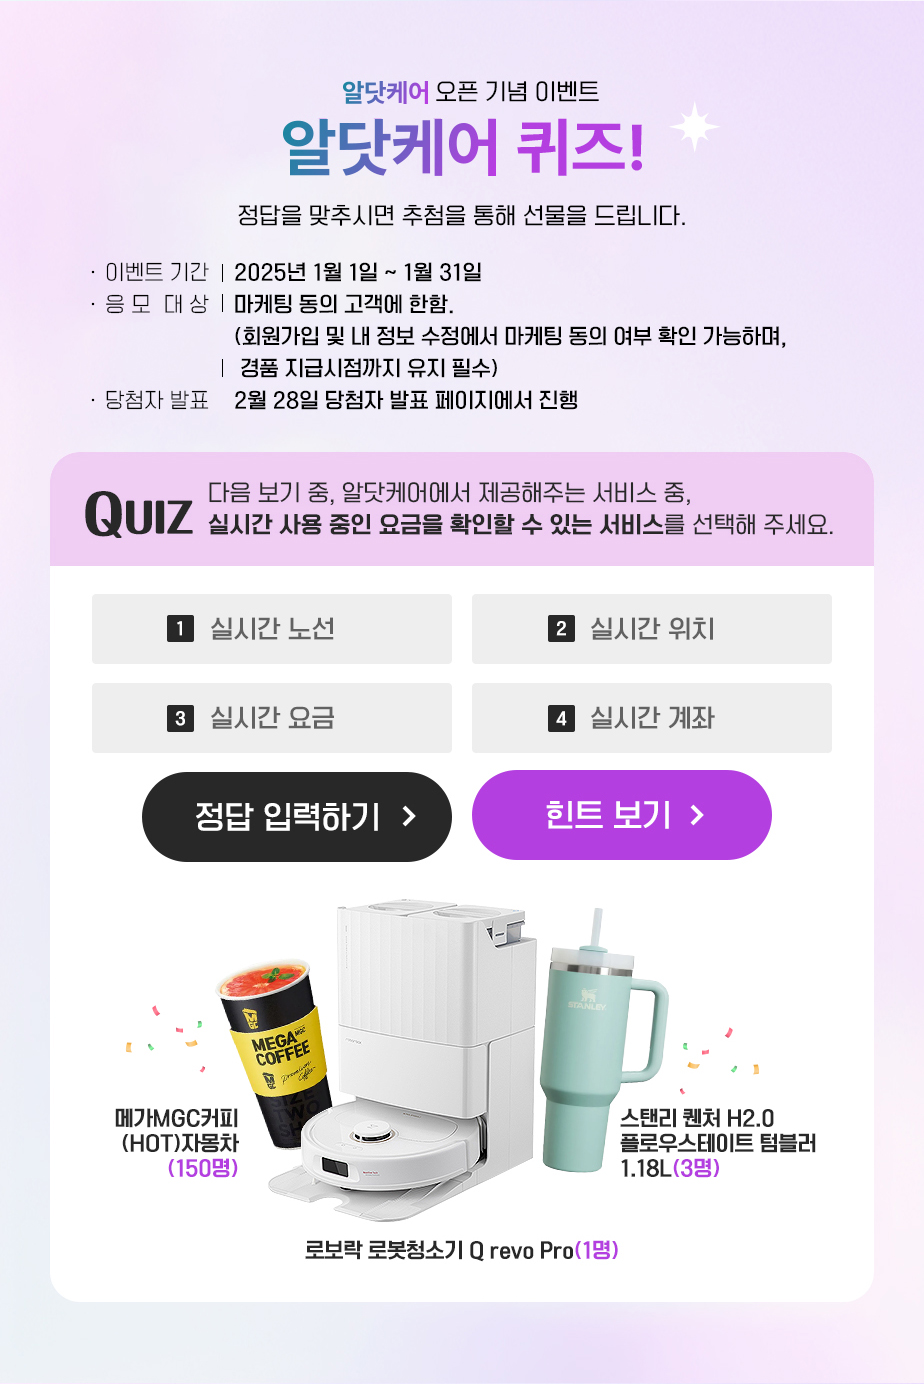 알닷케어 오픈 기념 이벤트
알닷케어 퀴즈!
정답을 맞추시면 추첨을 통해 선물을 드립니다.
· 이벤트 기간 | 2025년 1월 1일 ~ 1월 31일
· 응 모 대 상 | 마케팅 동의 고객에 한함.
(회원가입 및 내 정보 수정에서 마케팅 동의 여부 확인 가능하며,
| 경품 지급시점까지 유지 필수)
· 당첨자 발표 2월 28일 당첨자 발표 페이지에서 진행
QUIZ
다음 보기 중, 알닷케어에서 제공해주는 서비스 중,
실시간 사용 중인 요금을 확인할 수 있는 서비스를 선택해 주세요.
1 실시간 노선
2 실시간 위치
3 실시간 요금
4 실시간 계좌
정답 입력하기 >
힌트 보기 >
MGC
MEGA MGC
COFFEE
Premium
Coffee
SIZE
TWO
STANLEY
메가MGC커피
(HOT)자몽차
(150명)
스탠리 퀜처 H2.0
플로우스테이트 텀블러
1.18L(3명)
로보락 로봇청소기 Q revo Pro(1명)